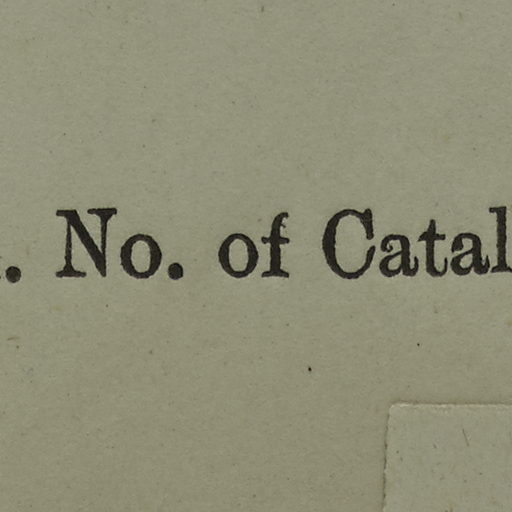 . No. of Catal